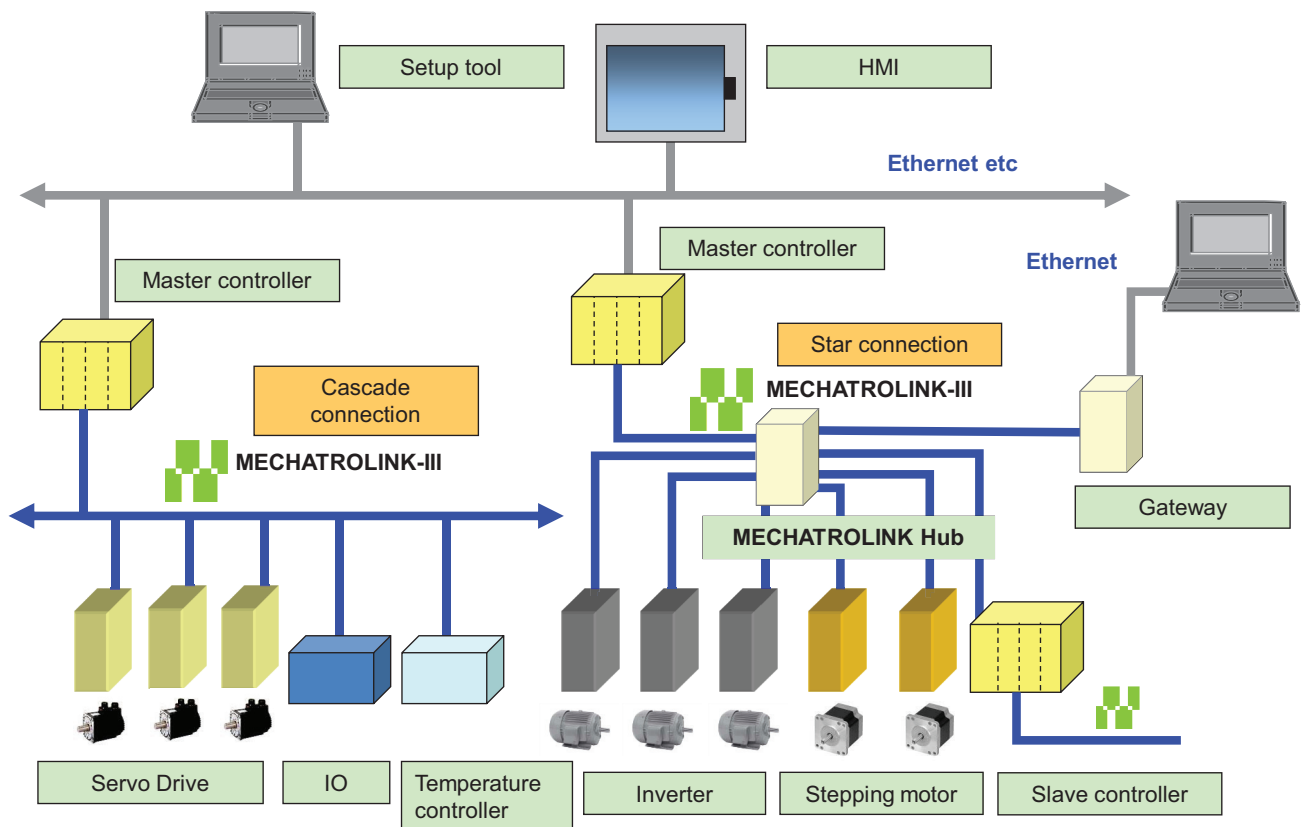 Setup tool
HMI
Ethernet etc
Master controller
Master controller
Ethernet
Star connection
Cascade
connection
MECHATROLINK-III
MECHATROLINK-III
Gateway
MECHATROLINK Hub
Servo Drive
IO
Temperature
controller
Inverter
Stepping motor
Slave controller